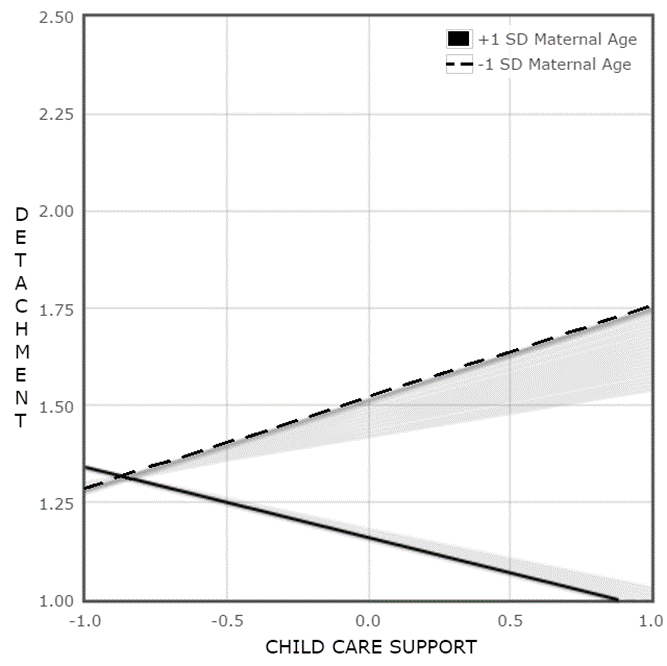 2.50
+1 SD Maternal Age
-1 SD Maternal Age
2.25
2.00
1.75
1.50
1.25
1.00
DETACHMENT
-1.0 -0.5 0.0 0.5 1.0
CHILD CARE SUPPORT